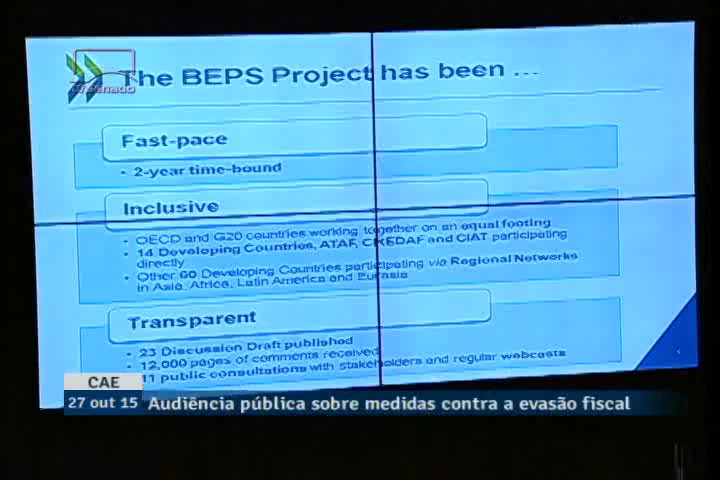 The BEPS Project has been ...
Fast-pace
• 2-year time-bound
Inclusive
• OECD and G20 countries working together on an equal footing
• 14 Developing Countries, ATAF, CREDAF and CIAT participating
directly
• Other 60 Developing Countries participating via Regional Networks
in Asia, Africa, Latin America and Eurasia
Transparent
• 23 Discussion Draft published
• 12,000 pages of comments received
• 11 public consultations with stakeholders and regular webcasts
CAE
27 out 15 Audiência pública sobre medidas contra a evasão fiscal